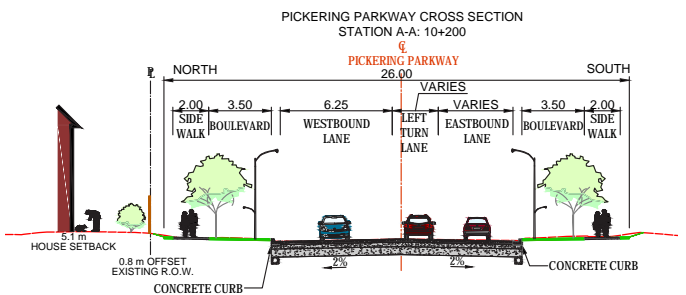 PICKERING PARKWAY CROSS SECTION
STATION A-A: 10+200
℄
PICKERING PARKWAY
26.00
℄ NORTH
SOUTH
VARIES
2.00
3.50
6.25
VARIES
3.50
2.00
SIDE
WALK
BOULEVARD
WESTBOUND
LANE
LEFT
TURN
LANE
EASTBOUND
LANE
BOULEVARD
SIDE
WALK
5.1 m
HOUSE SETBACK
0.8 m OFFSET
EXISTING R.O.W.
2%
2%
CONCRETE CURB
CONCRETE CURB